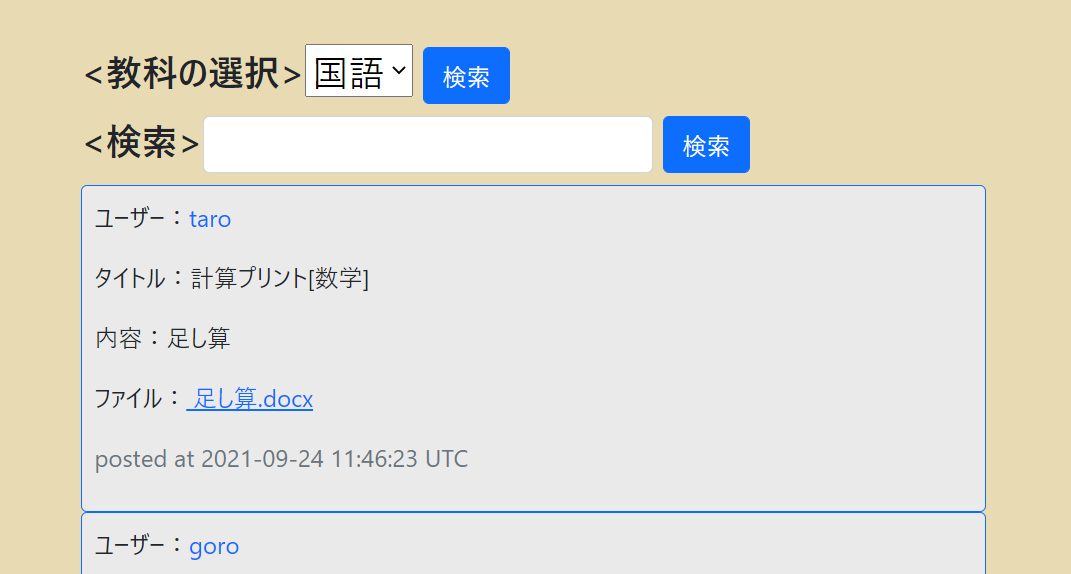 <教科の選択> 国語 検索
<検索> 検索
ユーザー：taro
タイトル：計算プリント[数学]
内容：足し算
ファイル： 足し算.docx
posted at 2021-09-24 11:46:23 UTC
ユーザー：goro